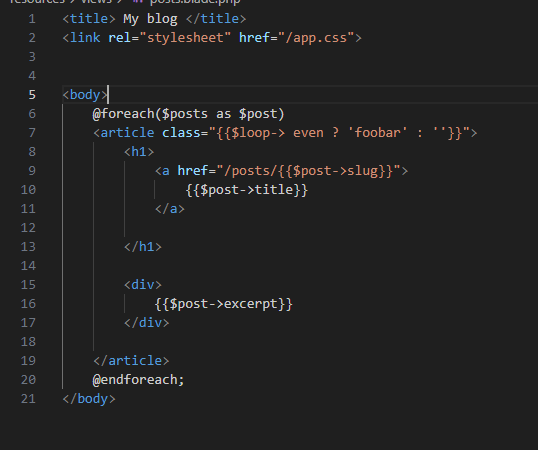 resources > views > posts.blade.php
1 <title> My blog </title>
2 <link rel="stylesheet" href="/app.css">
3
4
5 <body>
6 @foreach($posts as $post)
7 <article class="{{$loop-> even ? 'foobar' : ''}}">
8 <h1>
9 <a href="/posts/{{$post->slug}}">
10 {{$post->title}}
11 </a>
12
13 </h1>
14
15 <div>
16 {{$post->excerpt}}
17 </div>
18
19 </article>
20 @endforeach;
21 </body>